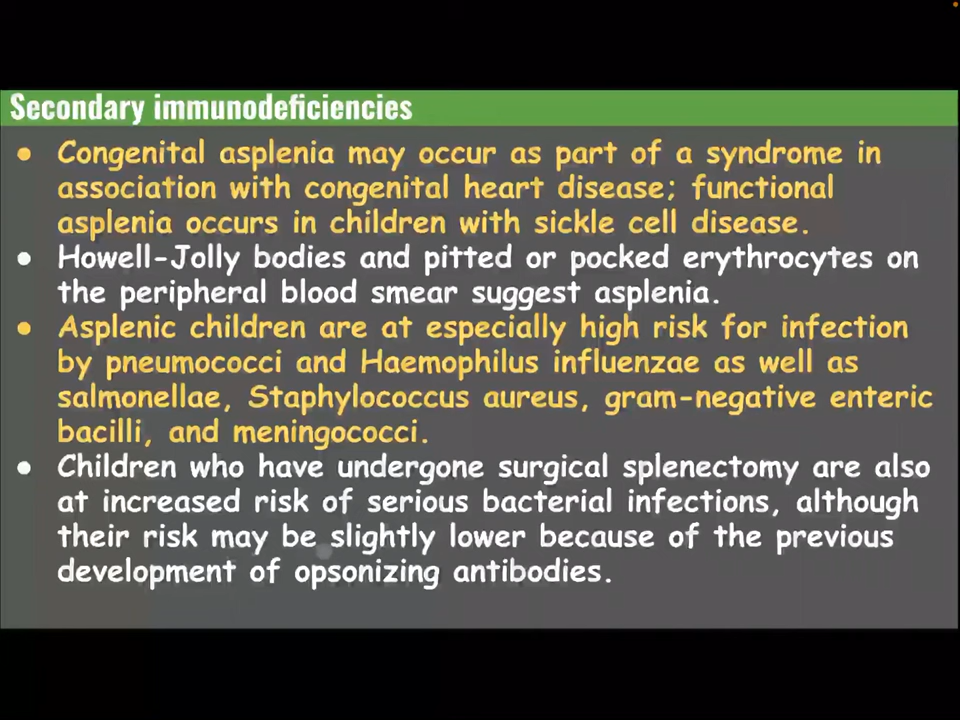 Secondary immunodeficiencies
● Congenital asplenia may occur as part of a syndrome in
association with congenital heart disease; functional
asplenia occurs in children with sickle cell disease.
● Howell-Jolly bodies and pitted or pocked erythrocytes on
the peripheral blood smear suggest asplenia.
● Asplenic children are at especially high risk for infection
by pneumococci and Haemophilus influenzae as well as
salmonellae, Staphylococcus aureus, gram-negative enteric
bacilli, and meningococci.
● Children who have undergone surgical splenectomy are also
at increased risk of serious bacterial infections, although
their risk may be slightly lower because of the previous
development of opsonizing antibodies.